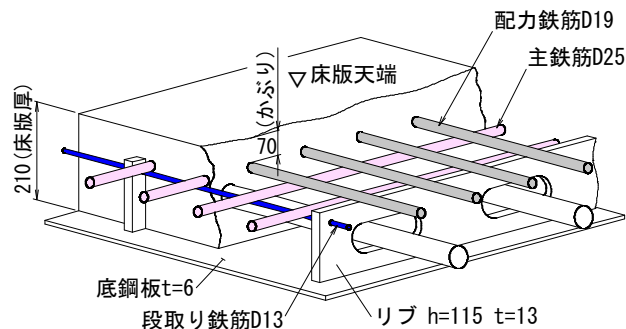 配力鉄筋D19
主鉄筋D25
▽床版天端
(かぶり)
70
210(床版厚)
底鋼板t=6
段取り鉄筋D13
リブ h=115 t=13